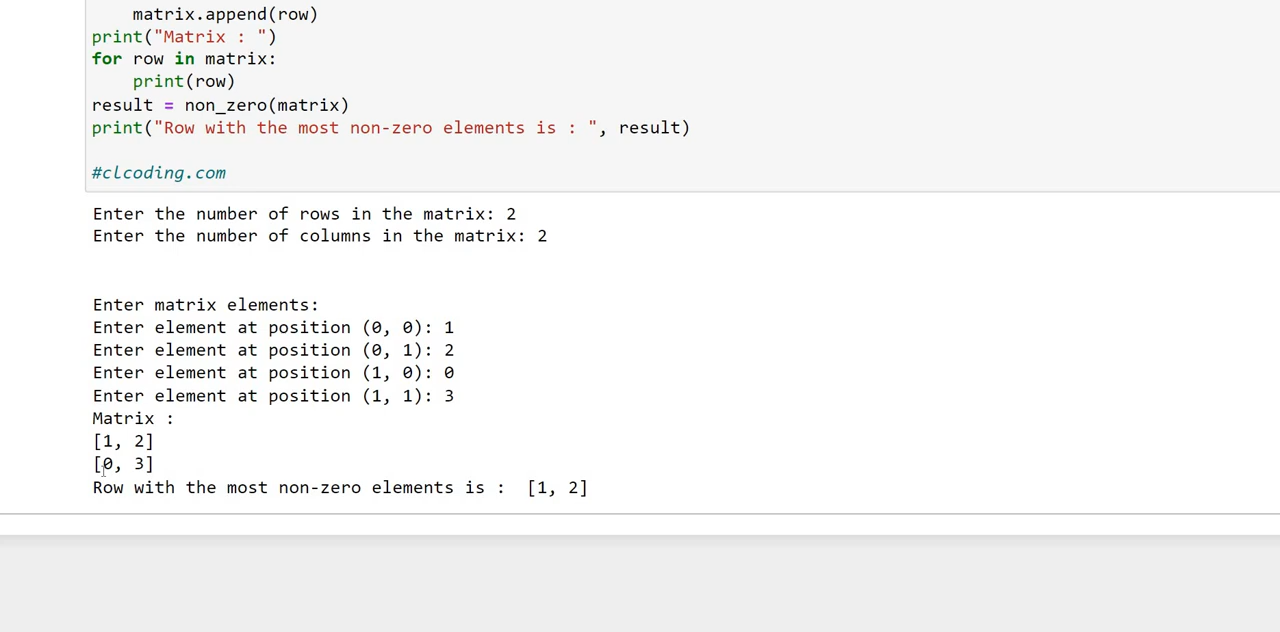 matrix.append(row)
print("Matrix : ")
for row in matrix:
print(row)
result = non_zero(matrix)
print("Row with the most non-zero elements is : ", result)
#clcoding.com
Enter the number of rows in the matrix: 2
Enter the number of columns in the matrix: 2
Enter matrix elements:
Enter element at position (0, 0): 1
Enter element at position (0, 1): 2
Enter element at position (1, 0): 0
Enter element at position (1, 1): 3
Matrix :
[1, 2]
[0, 3]
Row with the most non-zero elements is :  [1, 2]